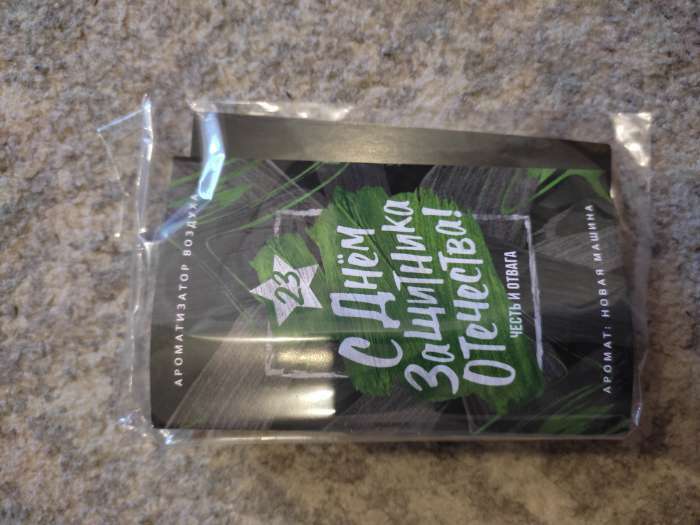 АРОМАТИЗАТОР ВОЗДУХА
23
С Днём
Защитника
Отечества!
ЧЕСТЬ И ОТВАГА
АРОМАТ: НОВАЯ МАШИНА